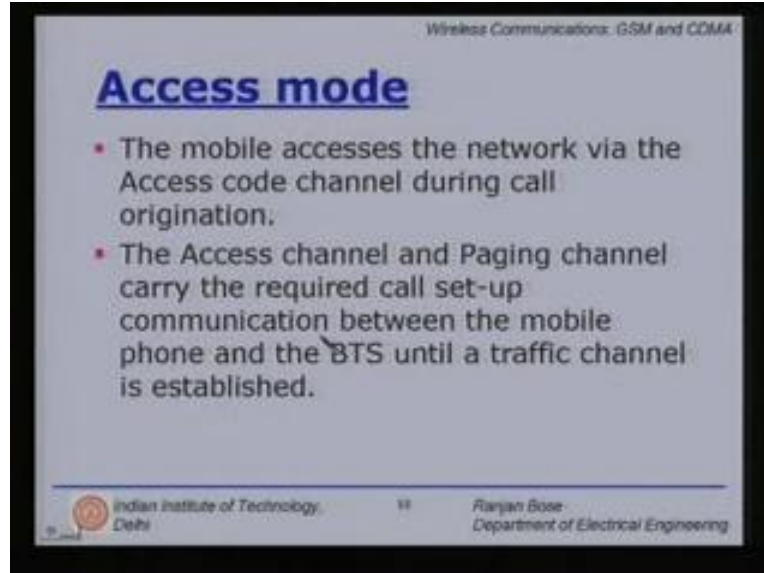 Wireless Communications: GSM and CDMA
Access mode
• The mobile accesses the network via the
Access code channel during call
origination.
• The Access channel and Paging channel
carry the required call set-up
communication between the mobile
phone and the BTS until a traffic channel
is established.
Indian Institute of Technology,
Delhi
Ranjan Bose
Department of Electrical Engineering